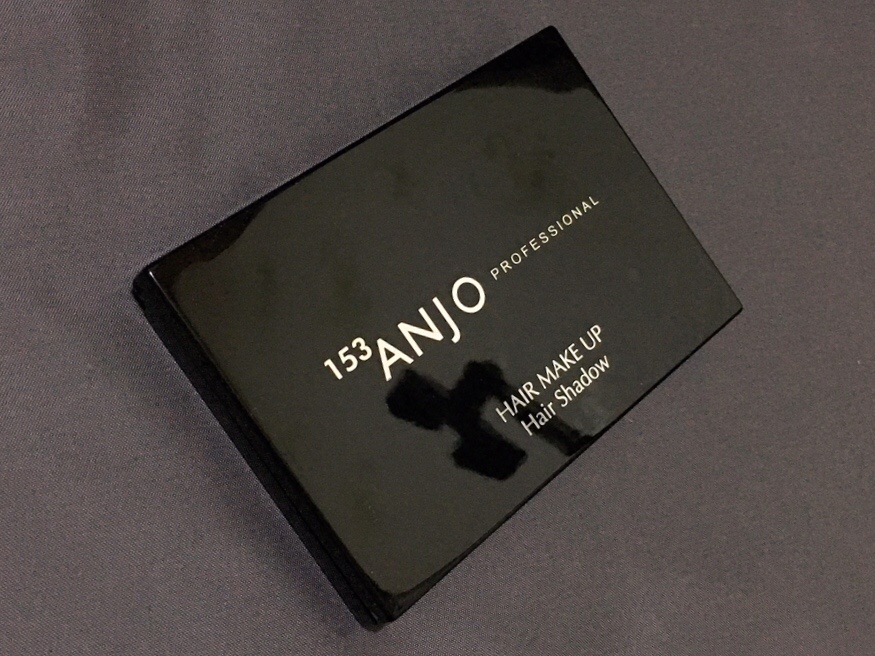 153 ANJO PROFESSIONAL
HAIR MAKE UP
Hair Shadow